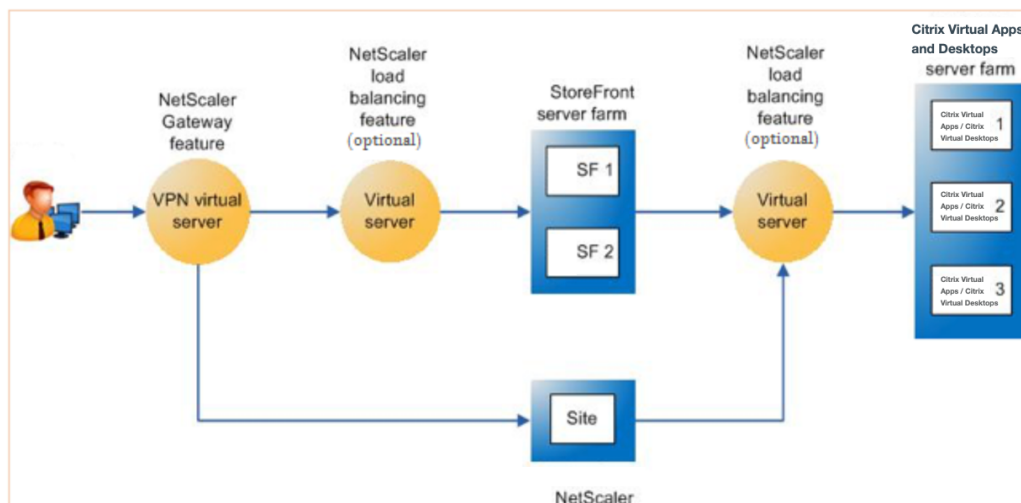 NetScaler
Gateway
feature
VPN virtual
server
NetScaler
load
balancing
feature
(optional)
Virtual
server
StoreFront
server farm
SF 1
SF 2
Site
NetScaler
NetScaler
load
balancing
feature
(optional)
Virtual
server
Citrix Virtual Apps
and Desktops
server farm
Citrix Virtual
Apps / Citrix
Virtual Desktops
1
Citrix Virtual
Apps / Citrix
Virtual Desktops
2
Citrix Virtual
Apps / Citrix
Virtual Desktops
3